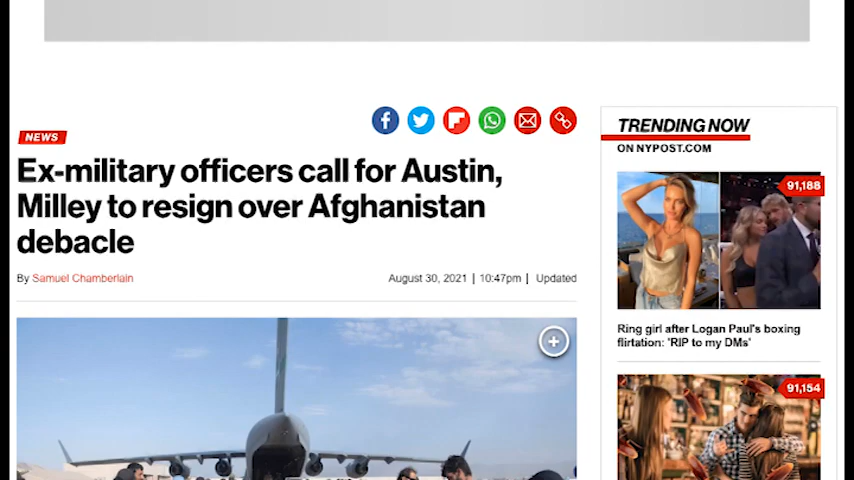 NEWS
Ex-military officers call for Austin,
Milley to resign over Afghanistan
debacle
By Samuel Chamberlain
August 30, 2021 | 10:47pm | Updated
TRENDING NOW
ON NYPOST.COM
91,188
Ring girl after Logan Paul's boxing
flirtation: 'RIP to my DMs'
91,154